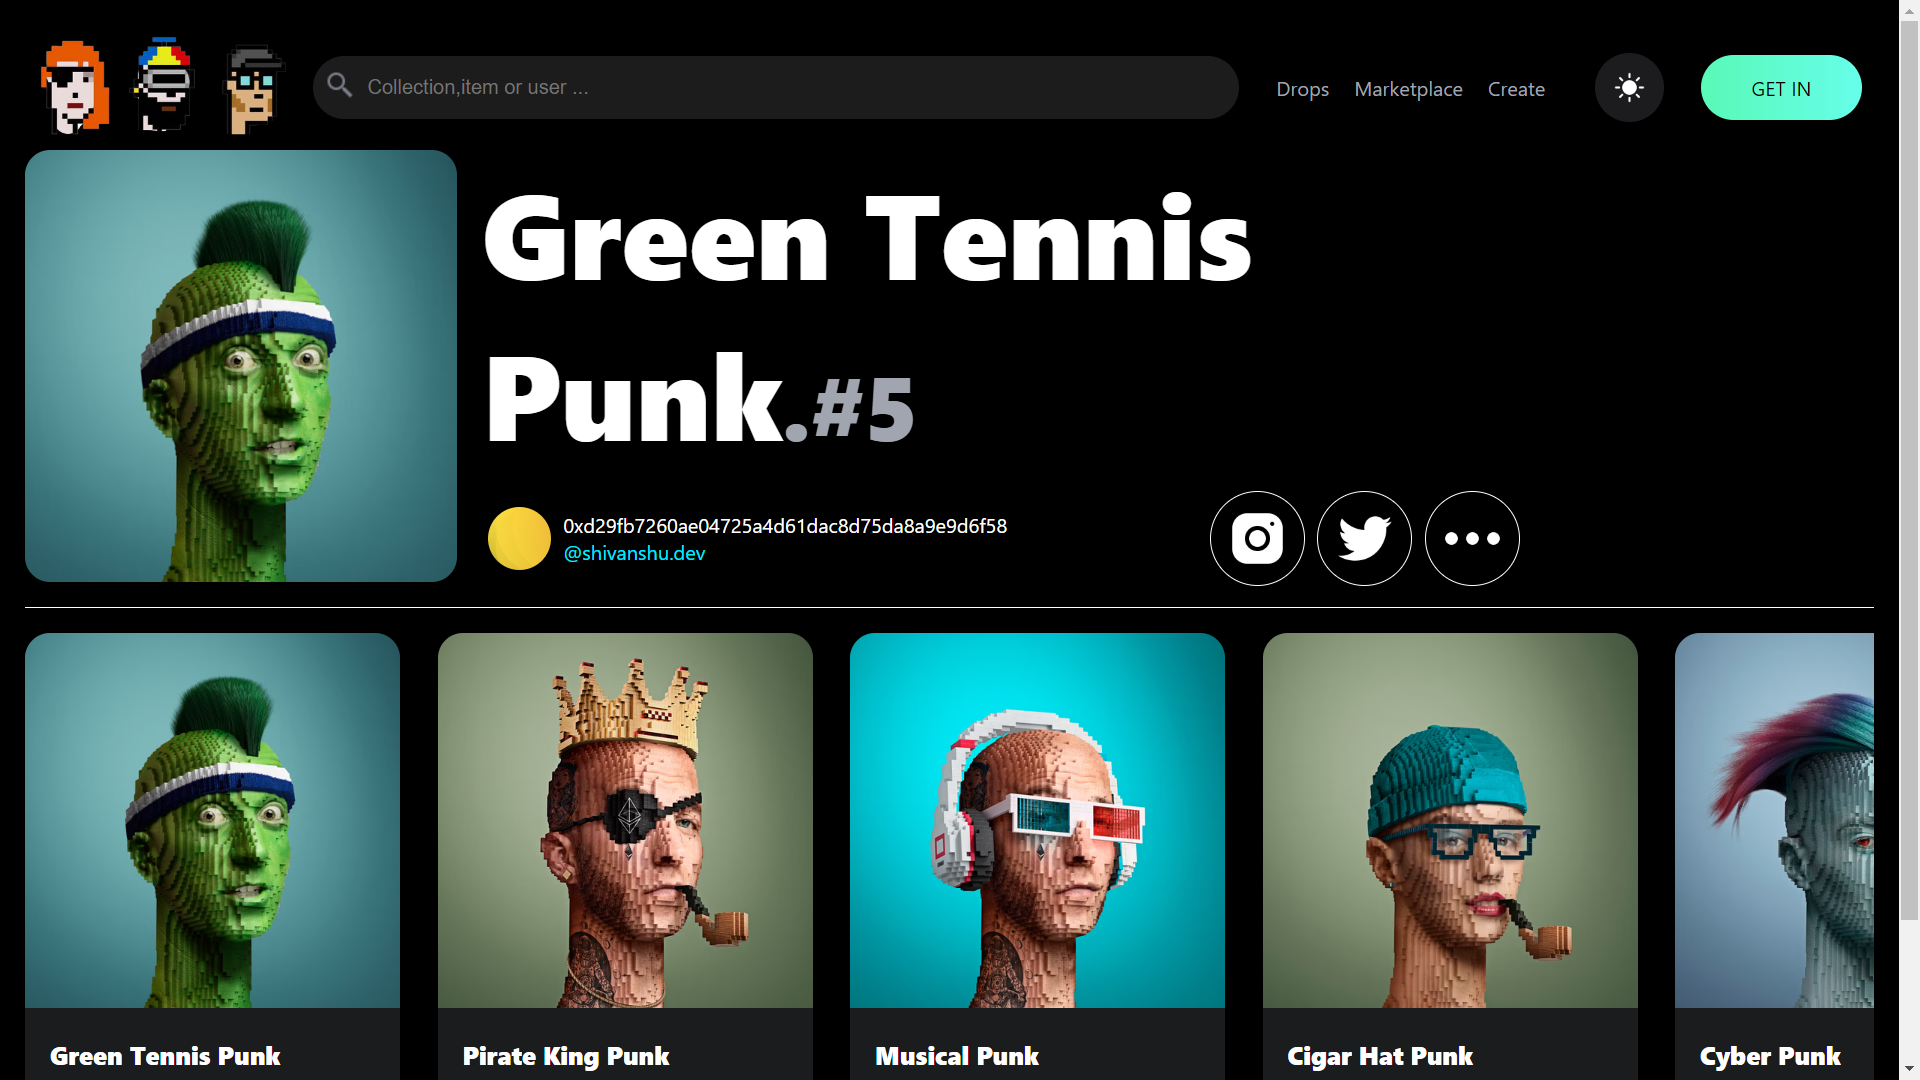 Collection,item or user ...
Drops Marketplace Create
GET IN
Green Tennis
Punk.#5
0xd29fb7260ae04725a4d61dac8d75da8a9e9d6f58
@shivanshu.dev
Green Tennis Punk
Pirate King Punk
Musical Punk
Cigar Hat Punk
Cyber Punk